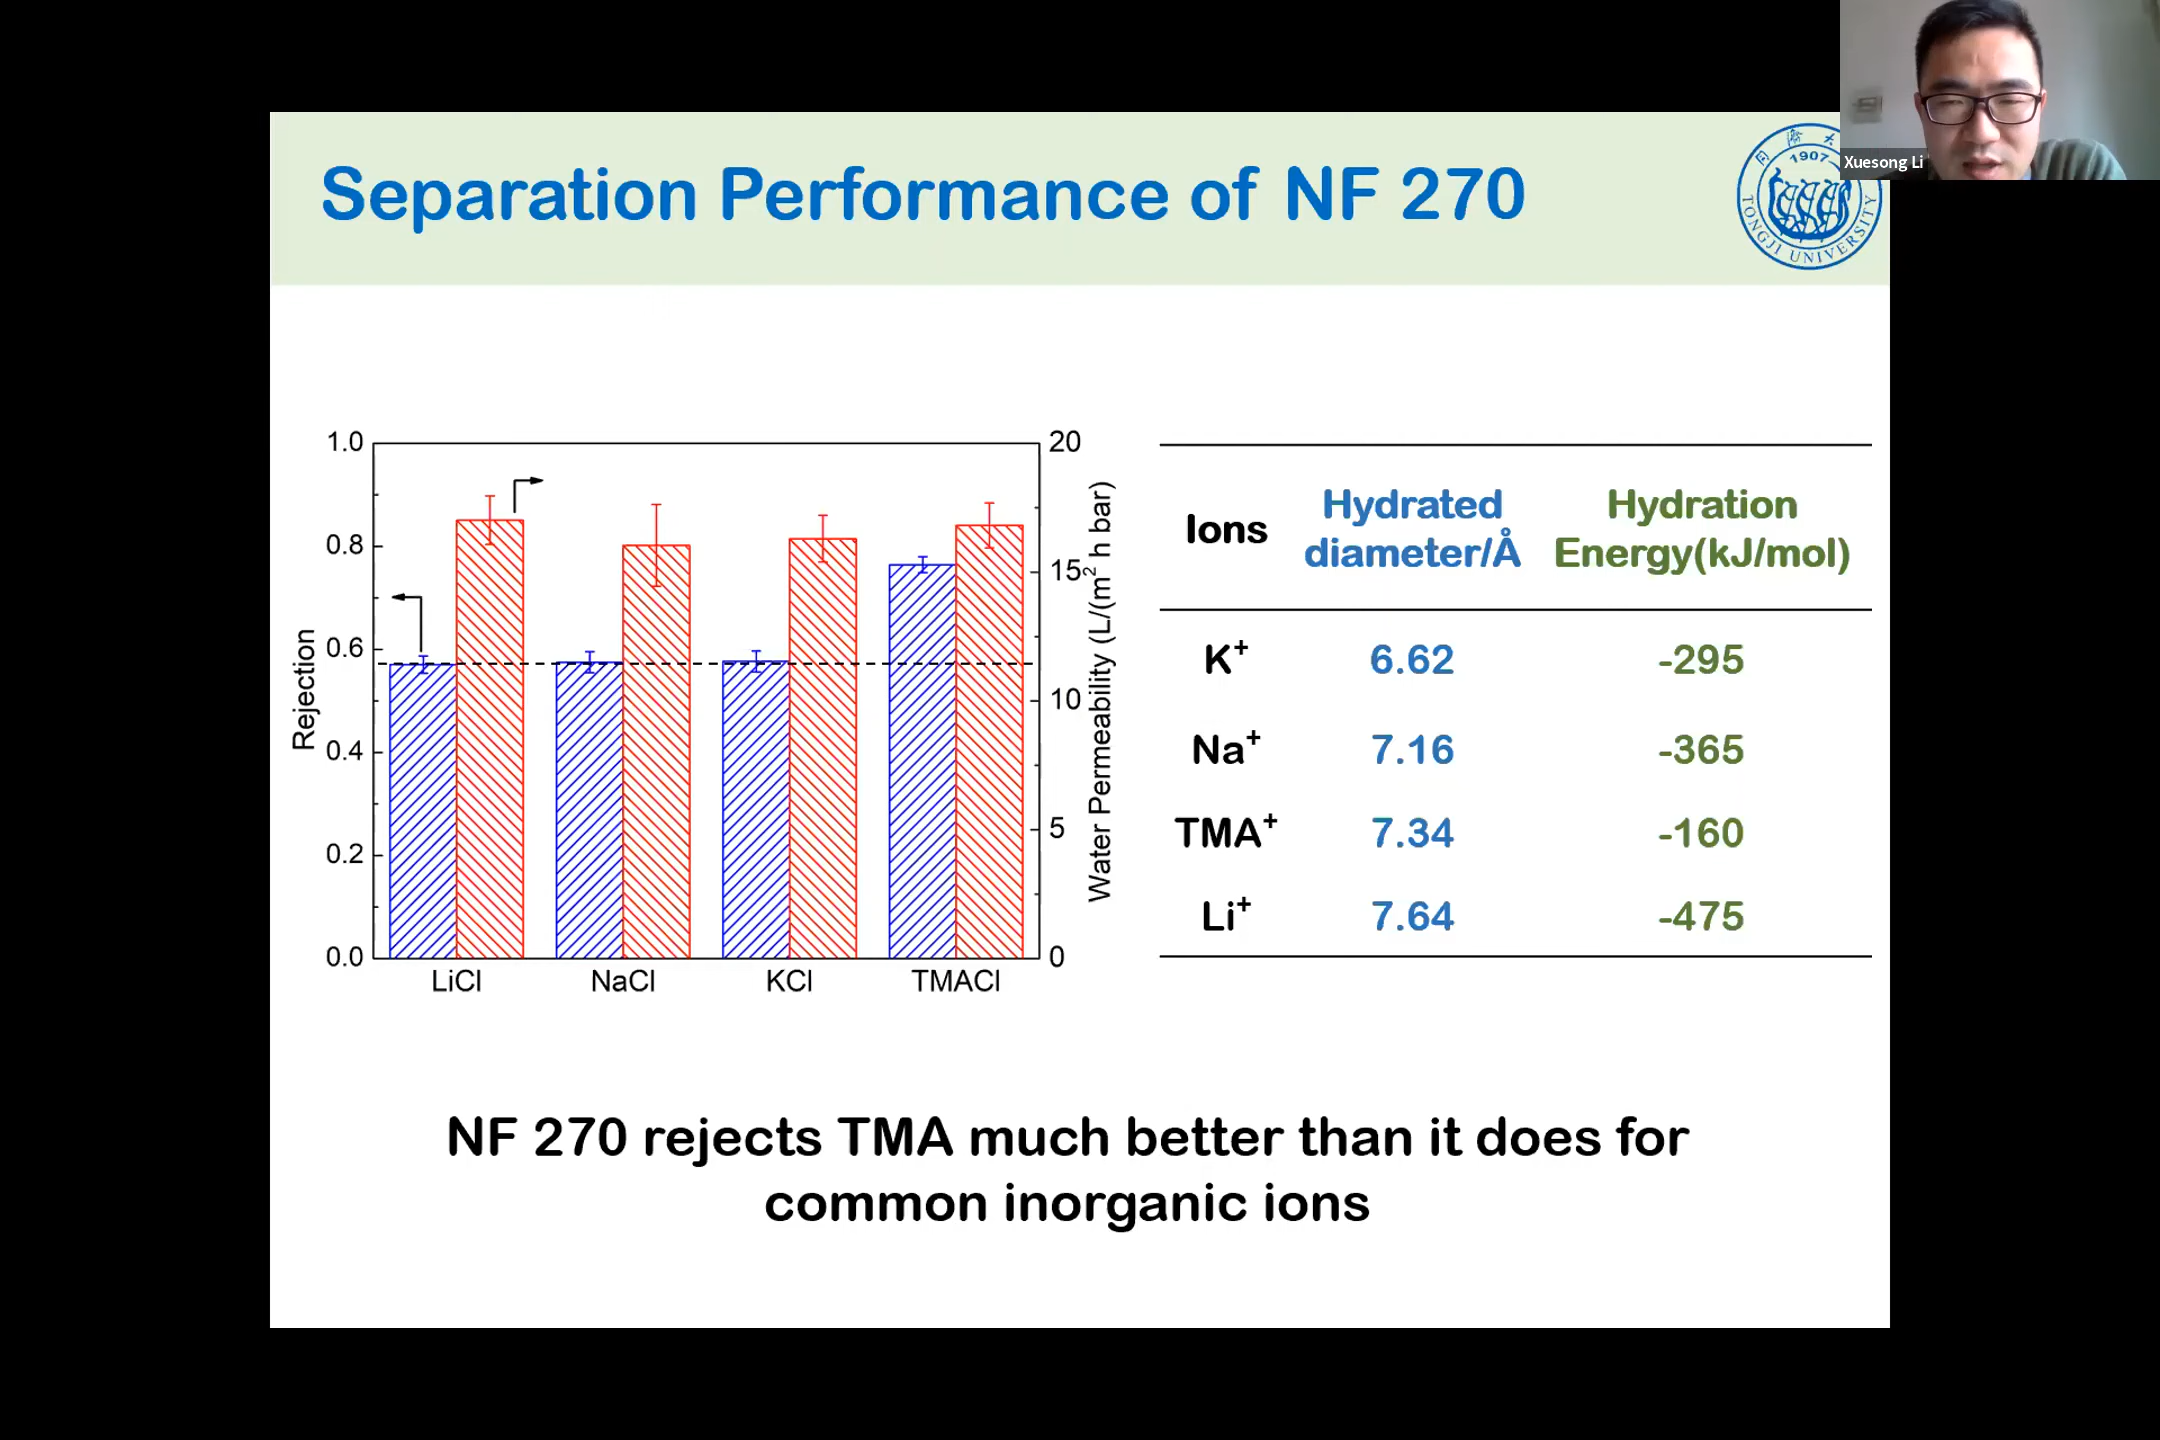 Separation Performance of NF 270
1907
TONGJI UNIVERSITY
Xuesong Li
1.0
0.8
0.6
0.4
0.2
0.0
Rejection
20
15
10
5
0
Water Permeability (L/(m² h bar)
LiCl NaCl KCl TMACl
Ions Hydrated diameter/Å Hydration Energy(kJ/mol)
K⁺ 6.62 -295
Na⁺ 7.16 -365
TMA⁺ 7.34 -160
Li⁺ 7.64 -475
NF 270 rejects TMA much better than it does for
common inorganic ions